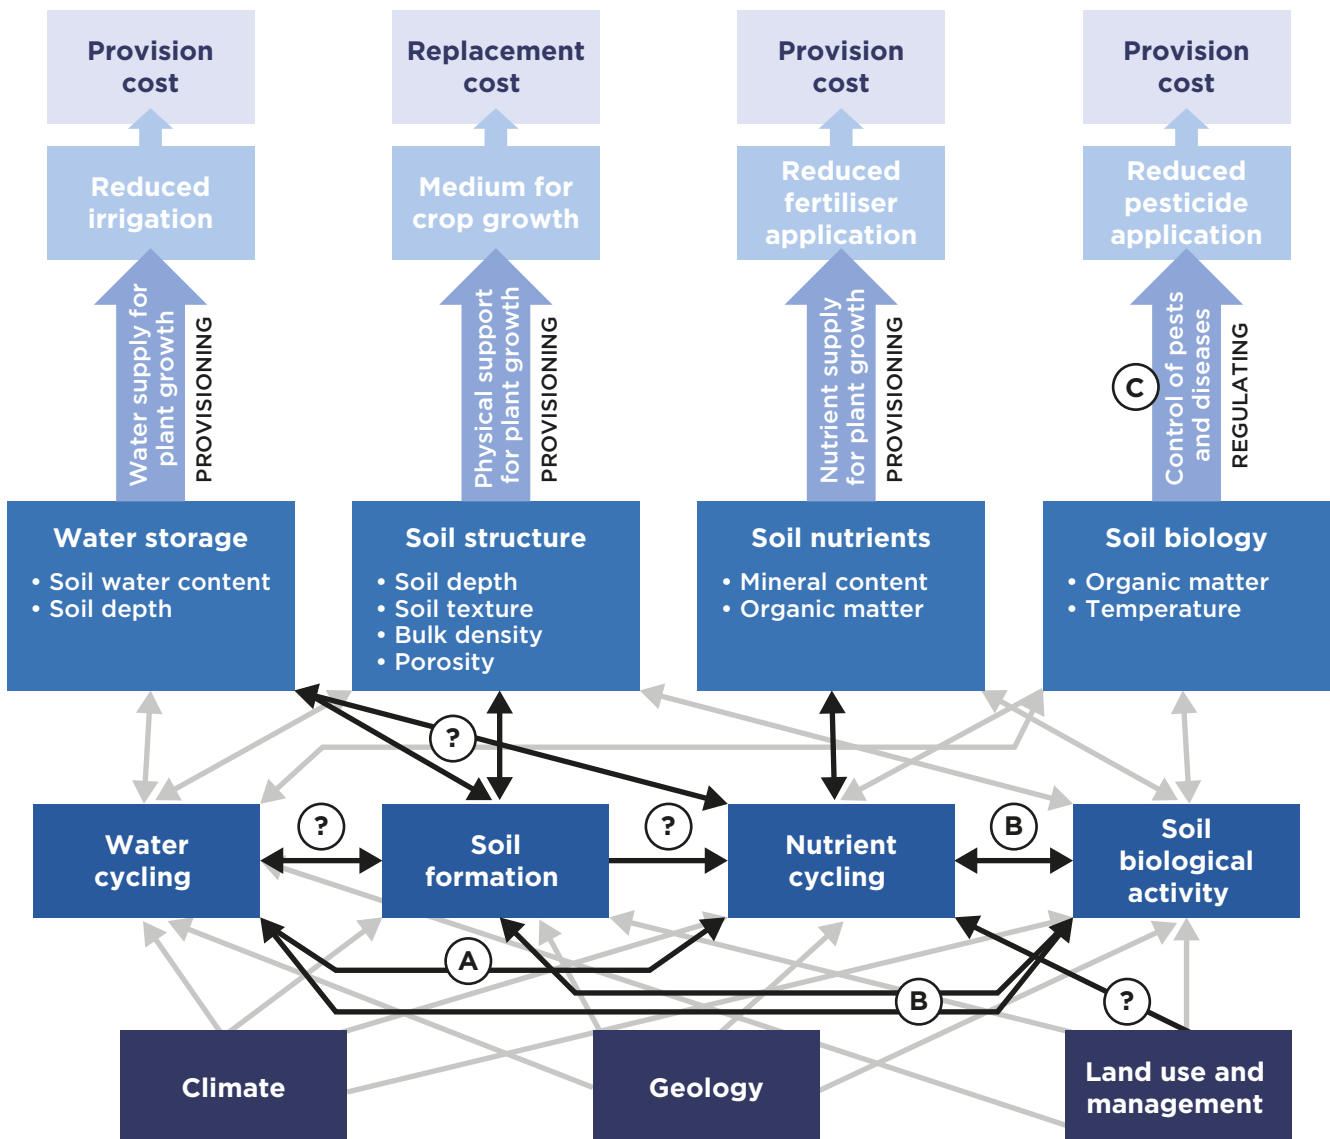 Provision
cost
Replacement
cost
Provision
cost
Provision
cost
Reduced
irrigation
Medium for
crop growth
Reduced
fertiliser
application
Reduced
pesticide
application
Water supply for
plant growth
PROVISIONING
Physical support
for plant growth
PROVISIONING
Nutrient supply
for plant growth
PROVISIONING
C
Control of pests
and diseases
REGULATING
Water storage
• Soil water content
• Soil depth
Soil structure
• Soil depth
• Soil texture
• Bulk density
• Porosity
Soil nutrients
• Mineral content
• Organic matter
Soil biology
• Organic matter
• Temperature
?
Water
cycling
?
Soil
formation
?
Nutrient
cycling
B
Soil
biological
activity
A
B
?
Climate
Geology
Land use and
management